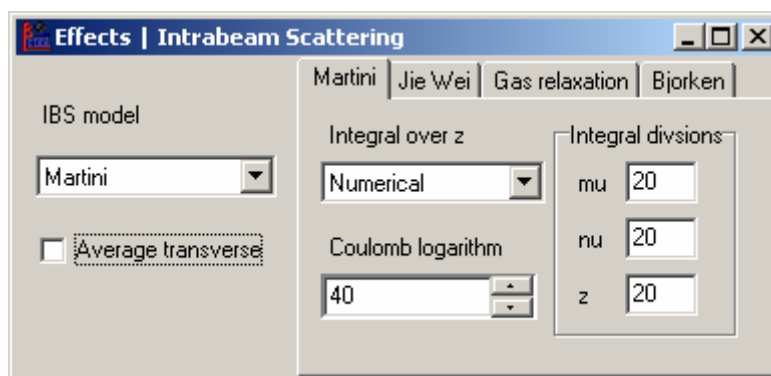 Effects | Intrabeam Scattering
IBS model
Martini
Average transverse
Martini Jie Wei Gas relaxation Bjorken
Integral over z
Numerical
Coulomb logarithm
40
Integral divsions
mu 20
nu 20
z 20